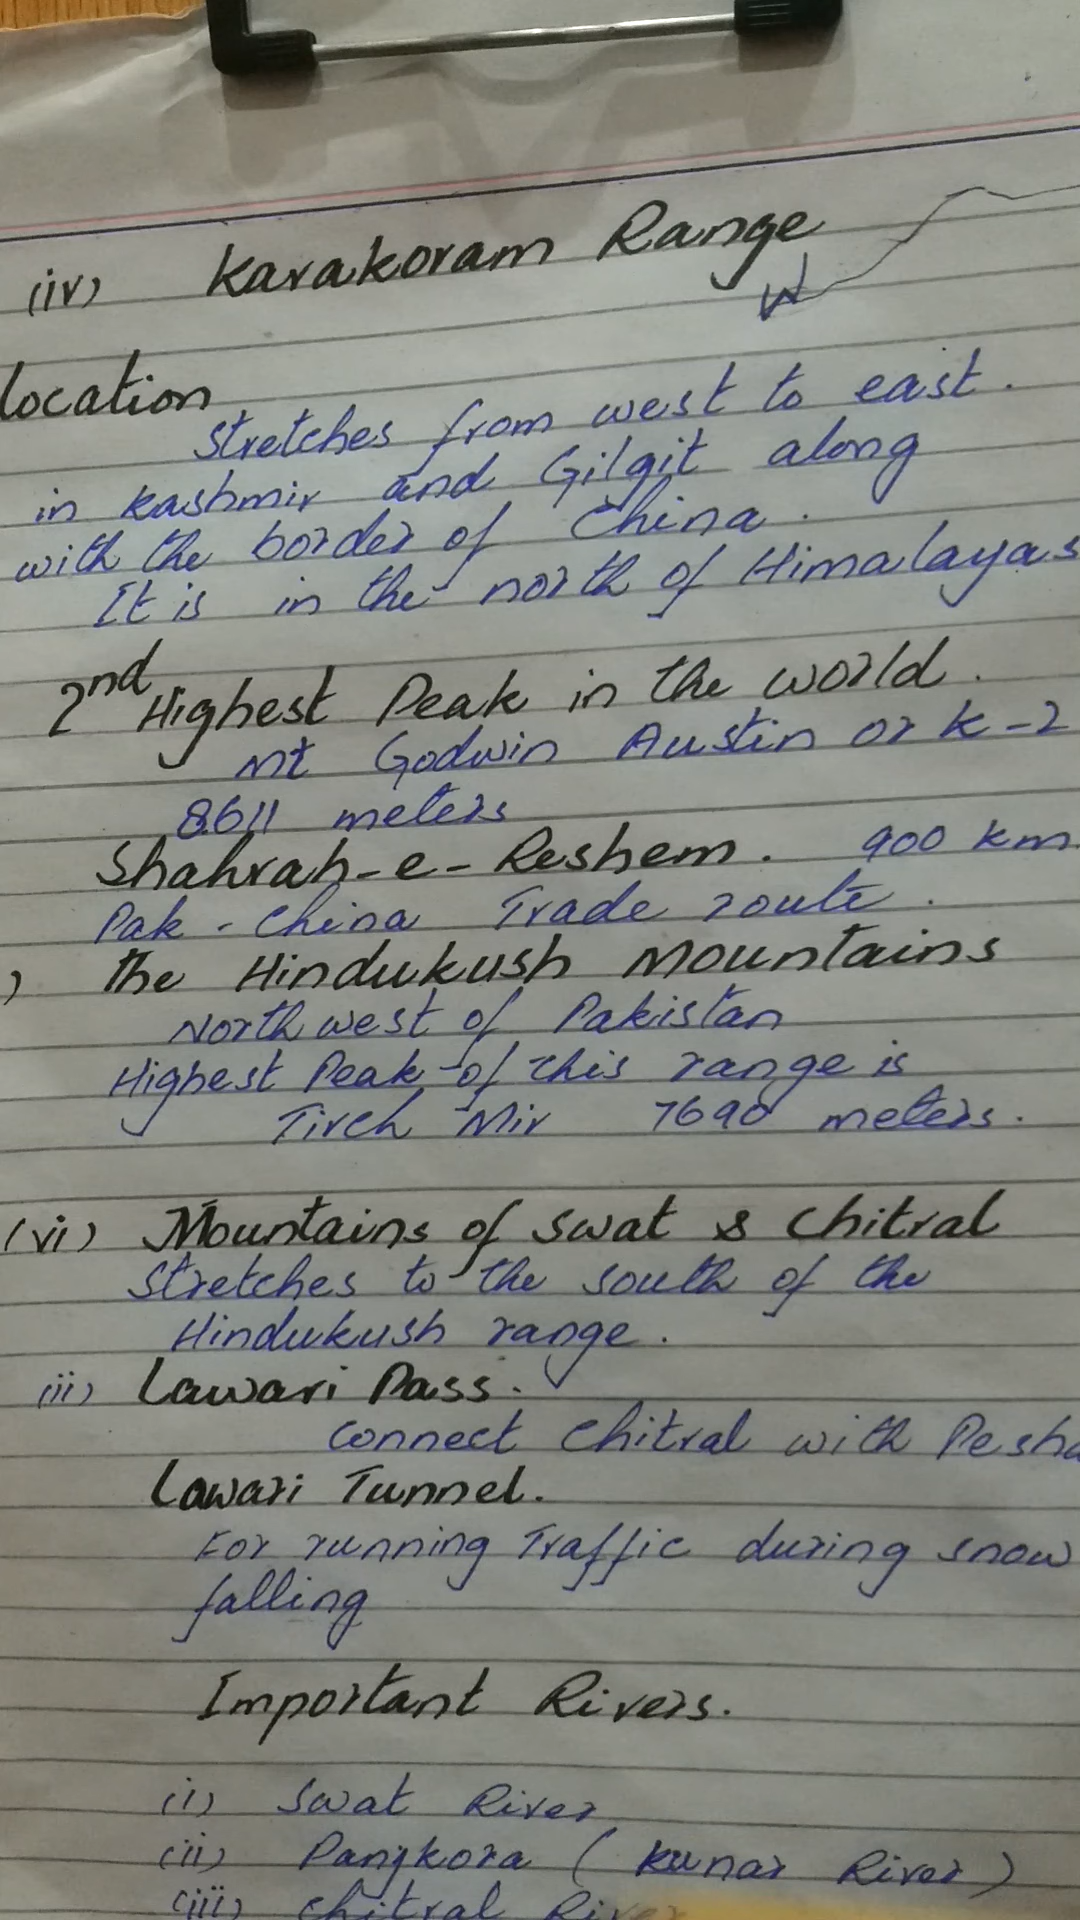 (iv) Karakoram Range
location
stretches from west to east.
in Kashmir and Gilgit along
with the border of China.
It is in the north of Himalayas
2nd Highest Peak in the world.
Mt Godwin Austin or K-2
8611 meters
Shahrah-e-Reshem. 900 km
Pak-China Trade route.
) the Hindukush Mountains
North west of Pakistan
Highest Peak of this range is
Tirch Mir 7690 meters.
(vi) Mountains of Swat & Chitral
stretches to the south of the
Hindukush range.
(ii) Lawari Pass.
Connect Chitral with Pesha
Lawari Tunnel.
For running Traffic during snow
falling
Important Rivers.
(i) Swat River
(ii) Pangkora (Kunar River)
(iii) Chitral River